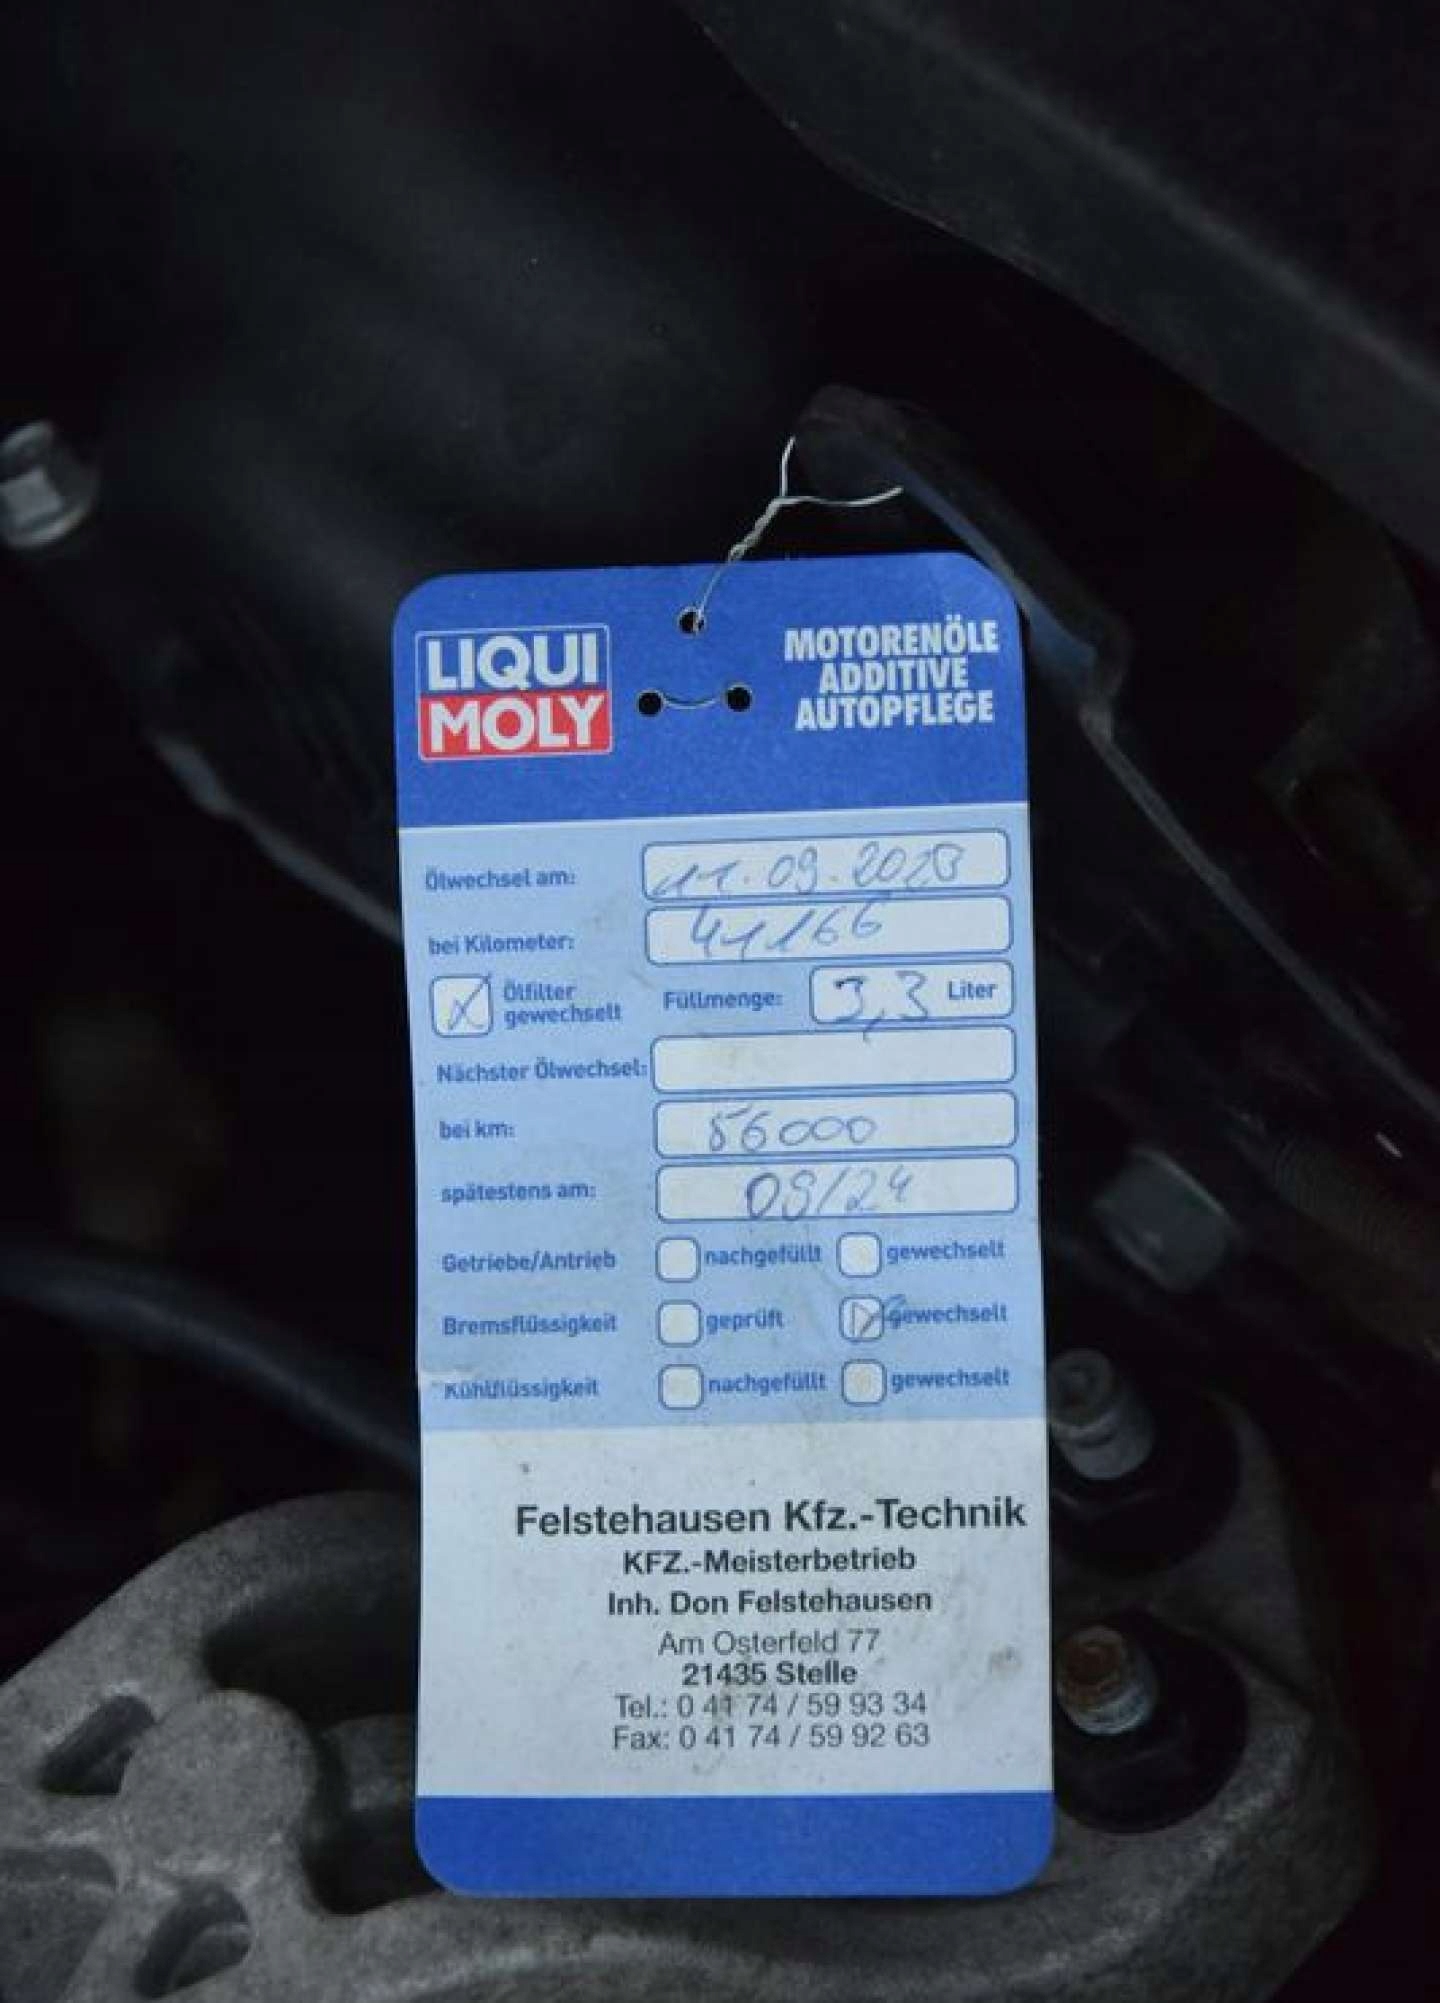 LIQUI
MOLY
MOTORENÖLE
ADDITIVE
AUTOPFLEGE
Ölwechsel am: 11.09.2023
bei Kilometer: 41166
Ölfilter
gewechselt
Füllmenge: 3,3 Liter
Nächster Ölwechsel:
bei km: 56000
spätestens am: 09/24
Getriebe/Antrieb nachgefüllt gewechselt
Bremsflüssigkeit geprüft gewechselt
Kühlflüssigkeit nachgefüllt gewechselt
Felstehausen Kfz.-Technik
KFZ.-Meisterbetrieb
Inh. Don Felstehausen
Am Osterfeld 77
21435 Stelle
Tel.: 0 41 74 / 59 93 34
Fax: 0 41 74 / 59 92 63